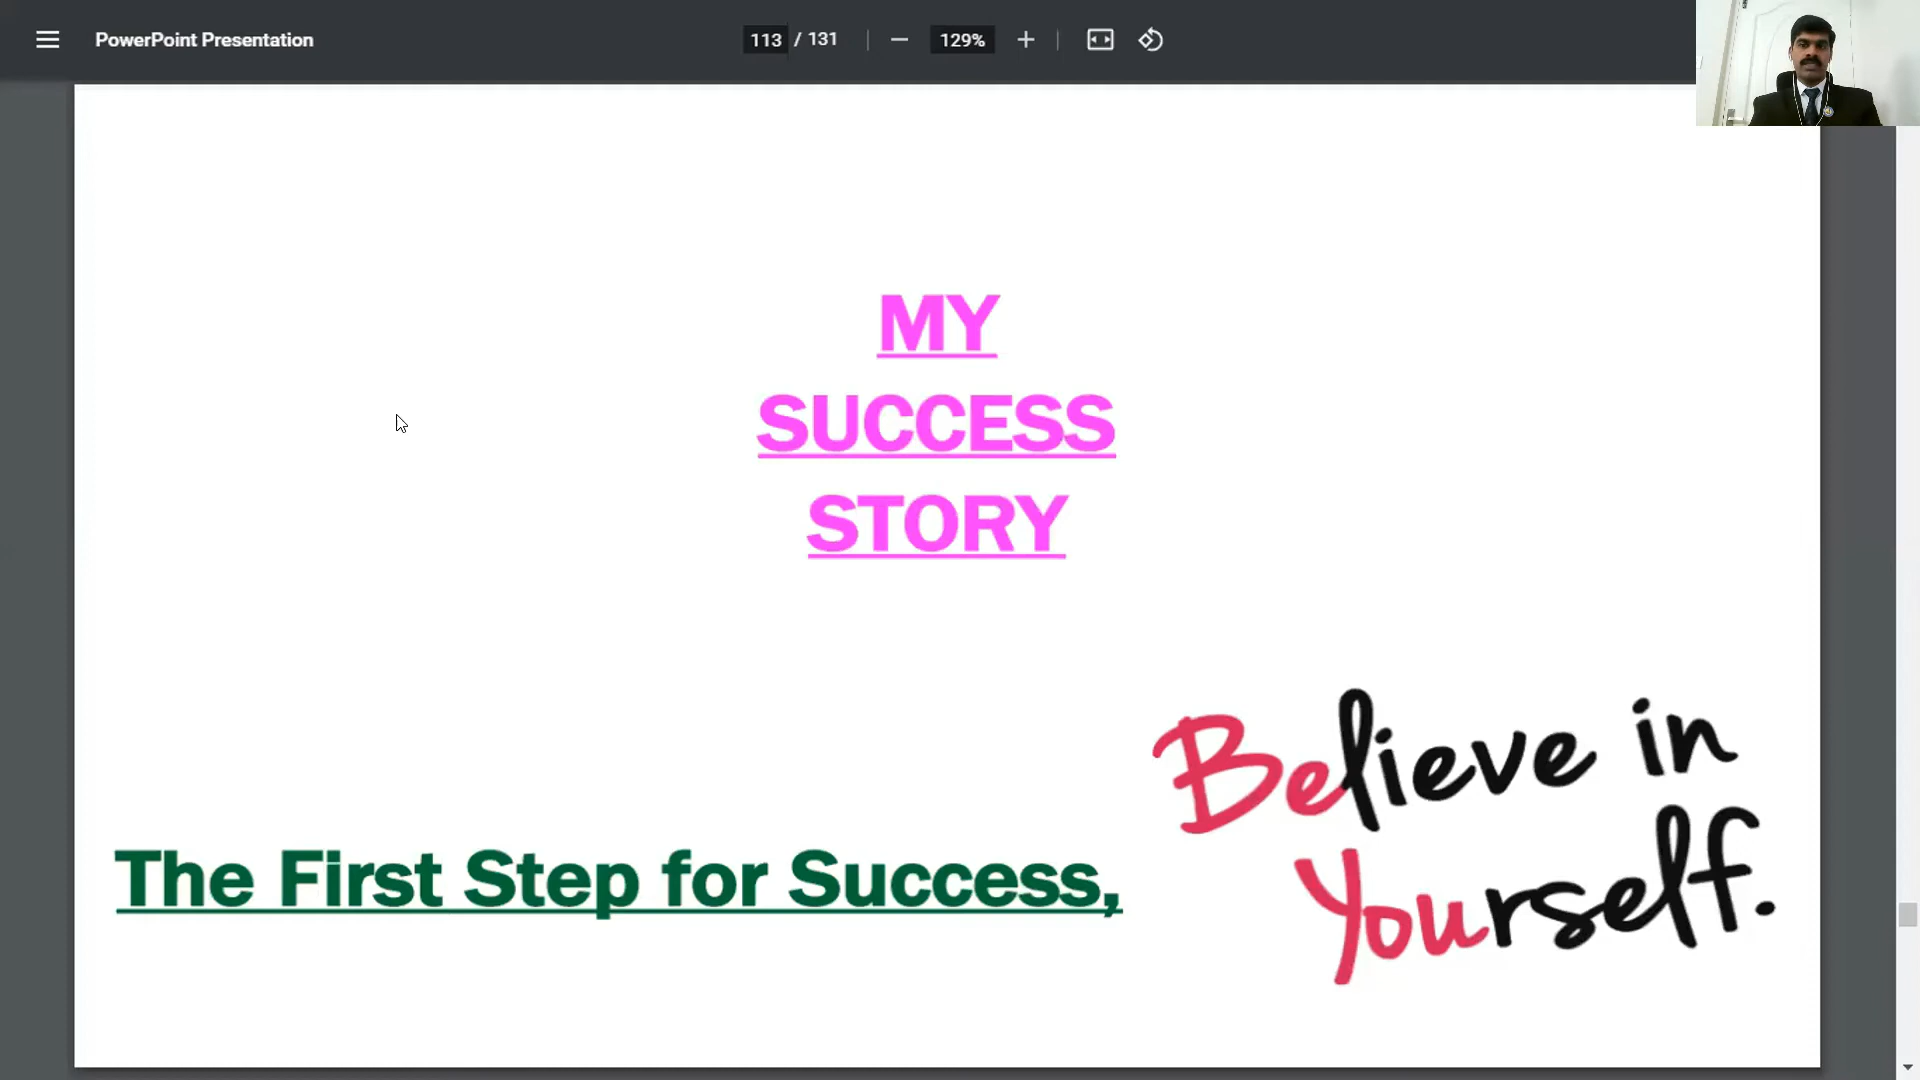 PowerPoint Presentation
113 / 131
129%
MY
SUCCESS
STORY
The First Step for Success,
Believe in
Yourself.